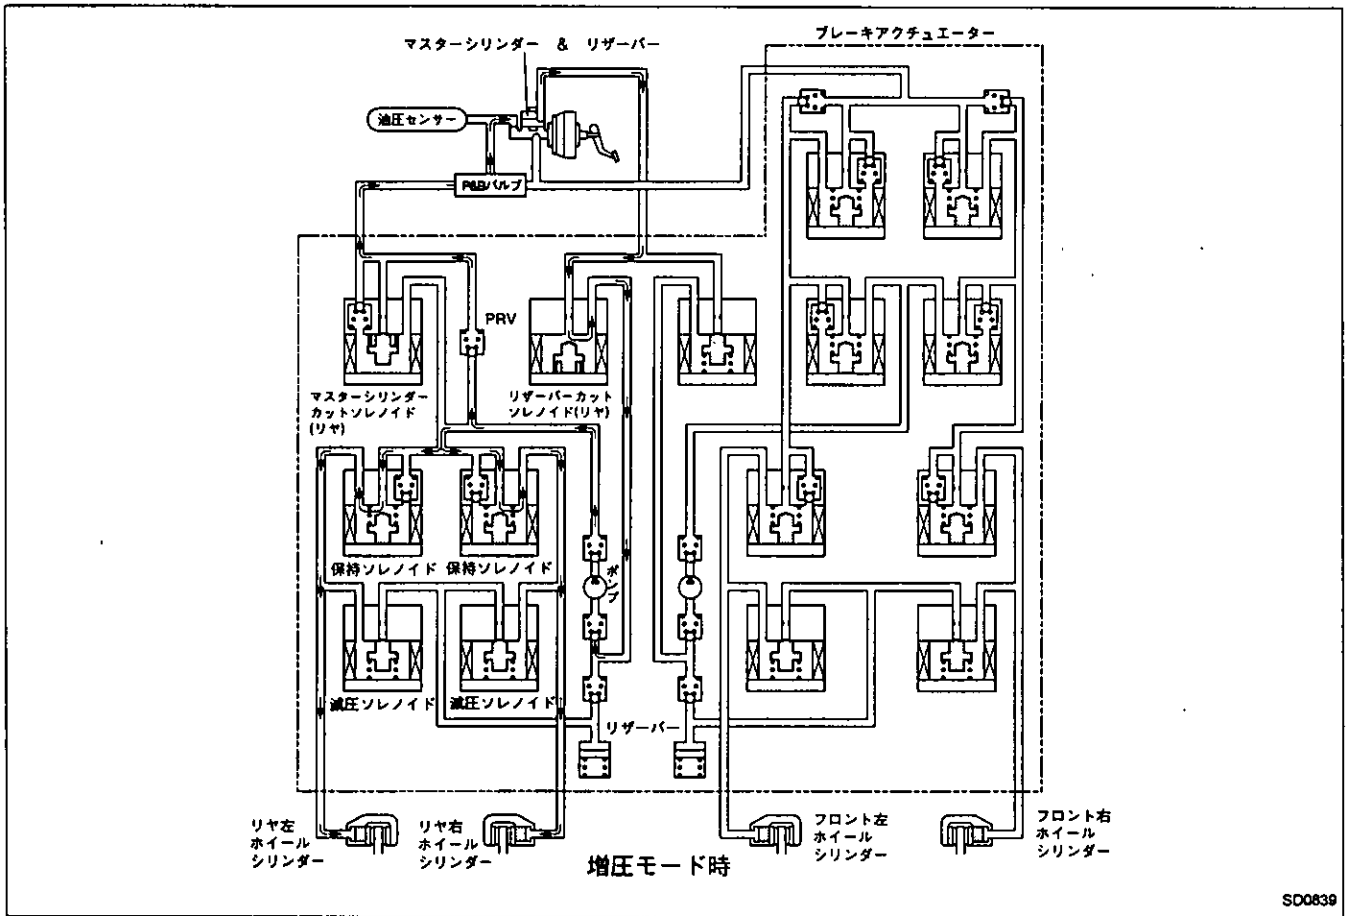 マスターシリンダー & リザーバー
ブレーキアクチュエーター
油圧センサー
P&Bバルブ
PRV
マスターシリンダー
カットソレノイド
(リヤ)
リザーバーカット
ソレノイド(リヤ)
保持ソレノイド
保持ソレノイド
ポンプ
減圧ソレノイド
減圧ソレノイド
リザーバー
リヤ左
ホイール
シリンダー
リヤ右
ホイール
シリンダー
フロント左
ホイール
シリンダー
フロント右
ホイール
シリンダー
増圧モード時
SD0839